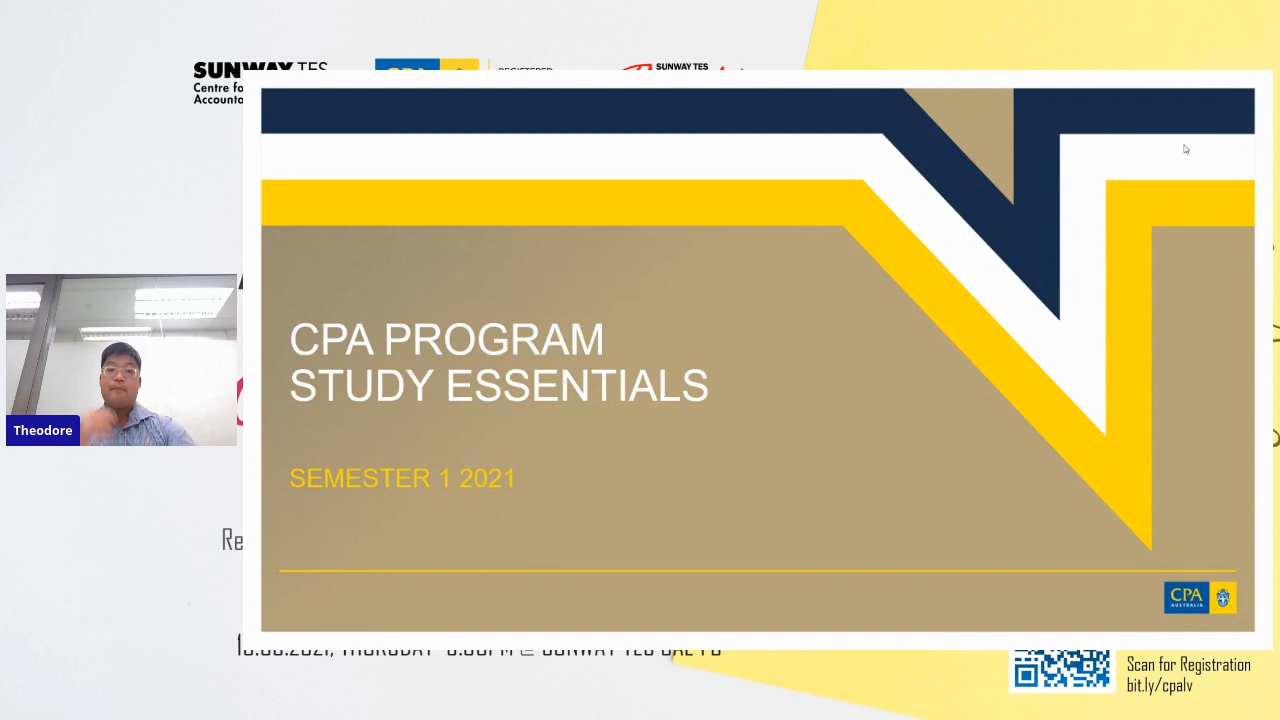 SUNWAY TES
Centre fo
Accounta
SUNWAY TES
CPA PROGRAM
STUDY ESSENTIALS
SEMESTER 1 2021
Theodore
Re
CPA
AUSTRALIA
Scan for Registration
bit.ly/cpalv